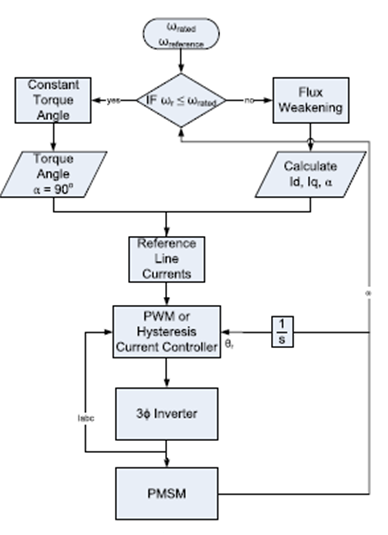 ωrated
ωreference
IF ωr ≤ ωrated
yes
no
Constant
Torque
Angle
Flux
Weakening
Torque
Angle
α = 90°
Calculate
Id, Iq, α
Reference
Line
Currents
PWM or
Hysteresis
Current Controller
θr
1
s
Iabc
3ϕ Inverter
PMSM